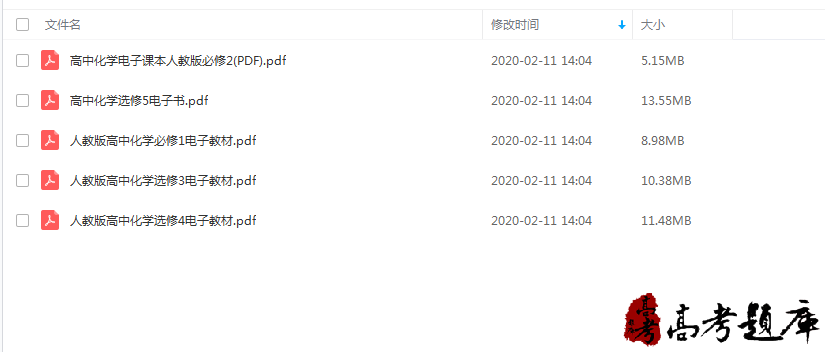 文件名 修改时间 大小
高中化学电子课本人教版必修2(PDF).pdf 2020-02-11 14:04 5.15MB
高中化学选修5电子书.pdf 2020-02-11 14:04 13.55MB
人教版高中化学必修1电子教材.pdf 2020-02-11 14:04 8.98MB
人教版高中化学选修3电子教材.pdf 2020-02-11 14:04 10.38MB
人教版高中化学选修4电子教材.pdf 2020-02-11 14:04 11.48MB
高考
高考题库